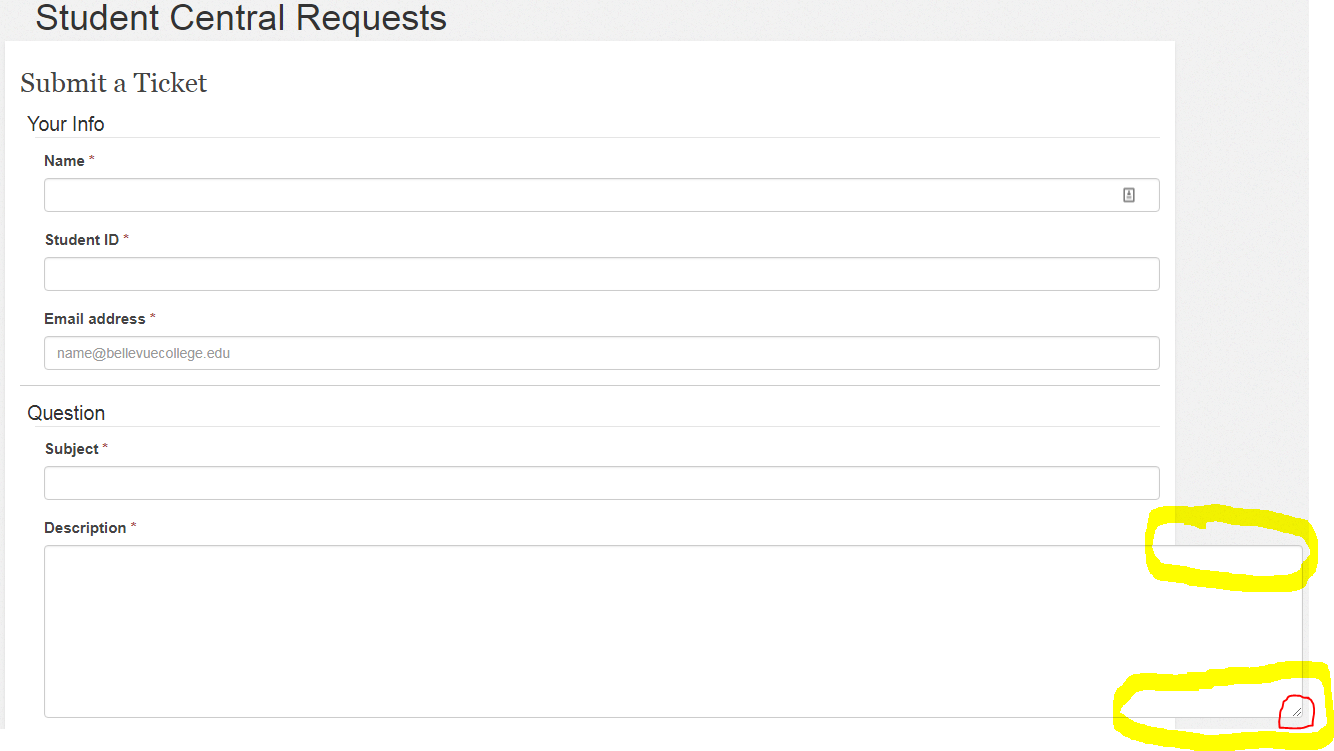 Student Central Requests
Submit a Ticket
Your Info
Name *
Student ID *
Email address *
name@bellevuecollege.edu
Question
Subject *
Description *